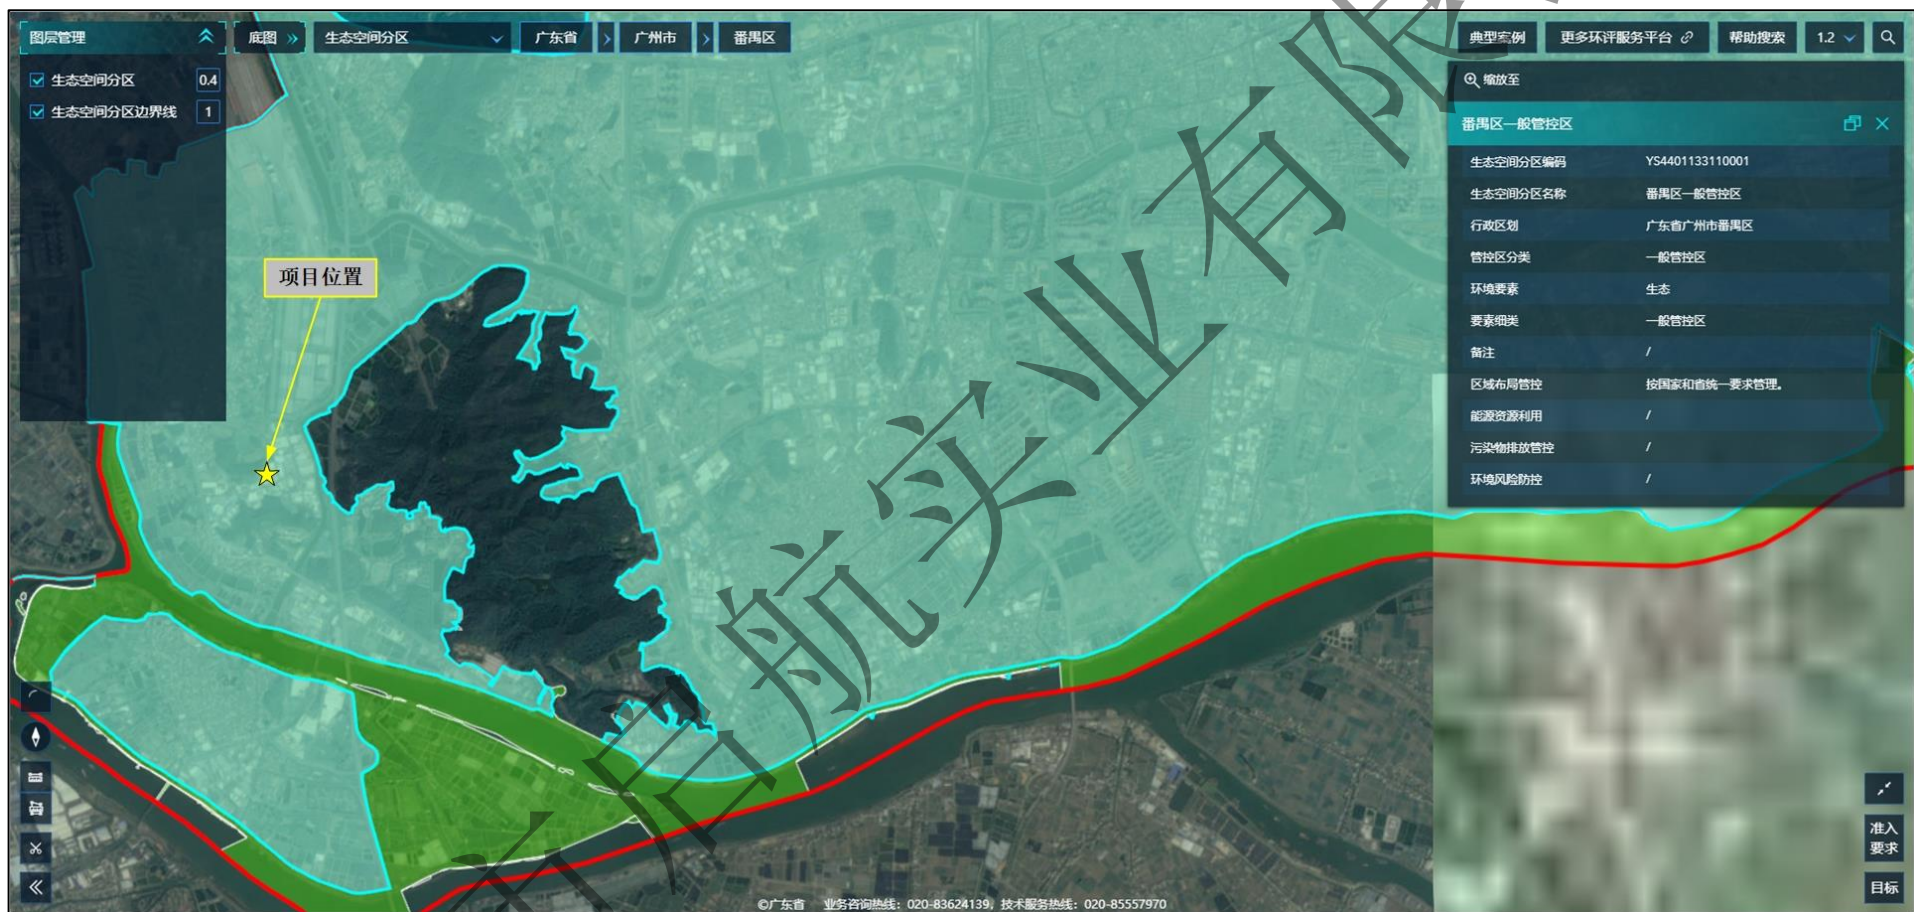 图层管理
底图
生态空间分区
广东省
广州市
番禺区
典型案例
更多环评服务平台
帮助搜索
1.2
生态空间分区
0.4
生态空间分区边界线
1
缩放至
番禺区一般管控区
生态空间分区编码 YS4401133110001
生态空间分区名称 番禺区一般管控区
行政区划 广东省广州市番禺区
管控区分类 一般管控区
环境要素 生态
要素细类 一般管控区
备注 /
区域布局管控 按国家和省统一要求管理。
能源资源利用 /
污染物排放管控 /
环境风险防控 /
项目位置
启航实业有限
准入
要求
目标
©广东省 业务咨询热线：020-83624139，技术服务热线：020-85557970